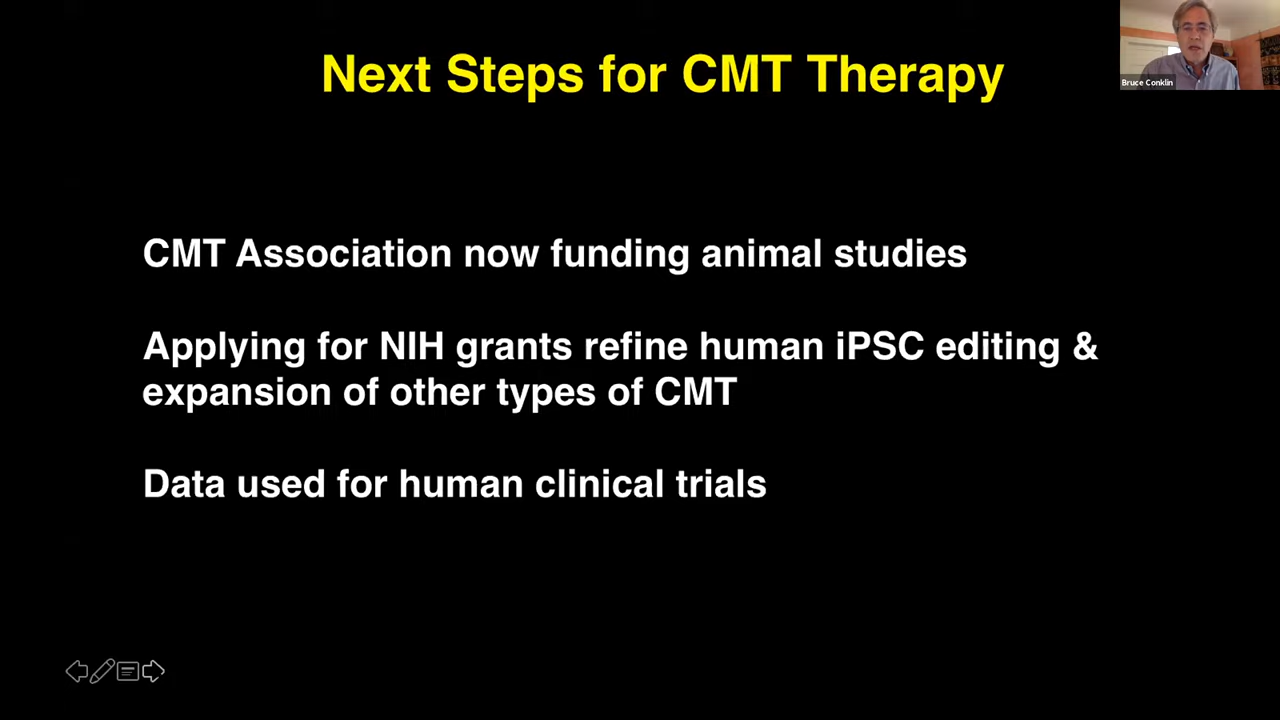 Next Steps for CMT Therapy
Bruce Conklin
CMT Association now funding animal studies
Applying for NIH grants refine human iPSC editing &
expansion of other types of CMT
Data used for human clinical trials